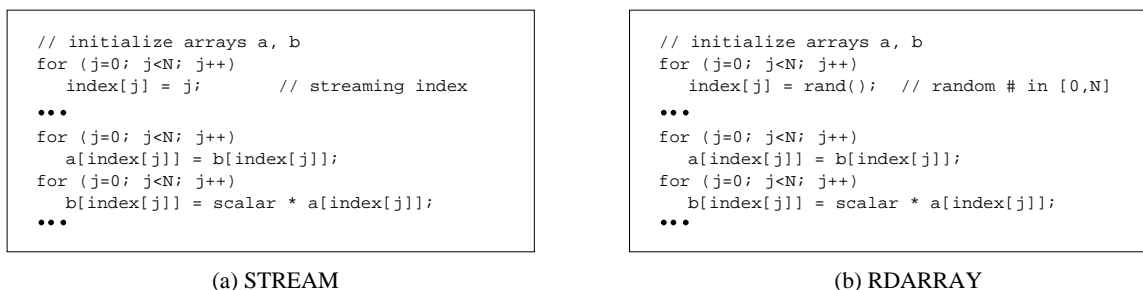 // initialize arrays a, b
for (j=0; j<N; j++)
index[j] = j; // streaming index
•••
for (j=0; j<N; j++)
a[index[j]] = b[index[j]];
for (j=0; j<N; j++)
b[index[j]] = scalar * a[index[j]];
•••
(a) STREAM
// initialize arrays a, b
for (j=0; j<N; j++)
index[j] = rand(); // random # in [0,N]
•••
for (j=0; j<N; j++)
a[index[j]] = b[index[j]];
for (j=0; j<N; j++)
b[index[j]] = scalar * a[index[j]];
•••
(b) RDARRAY